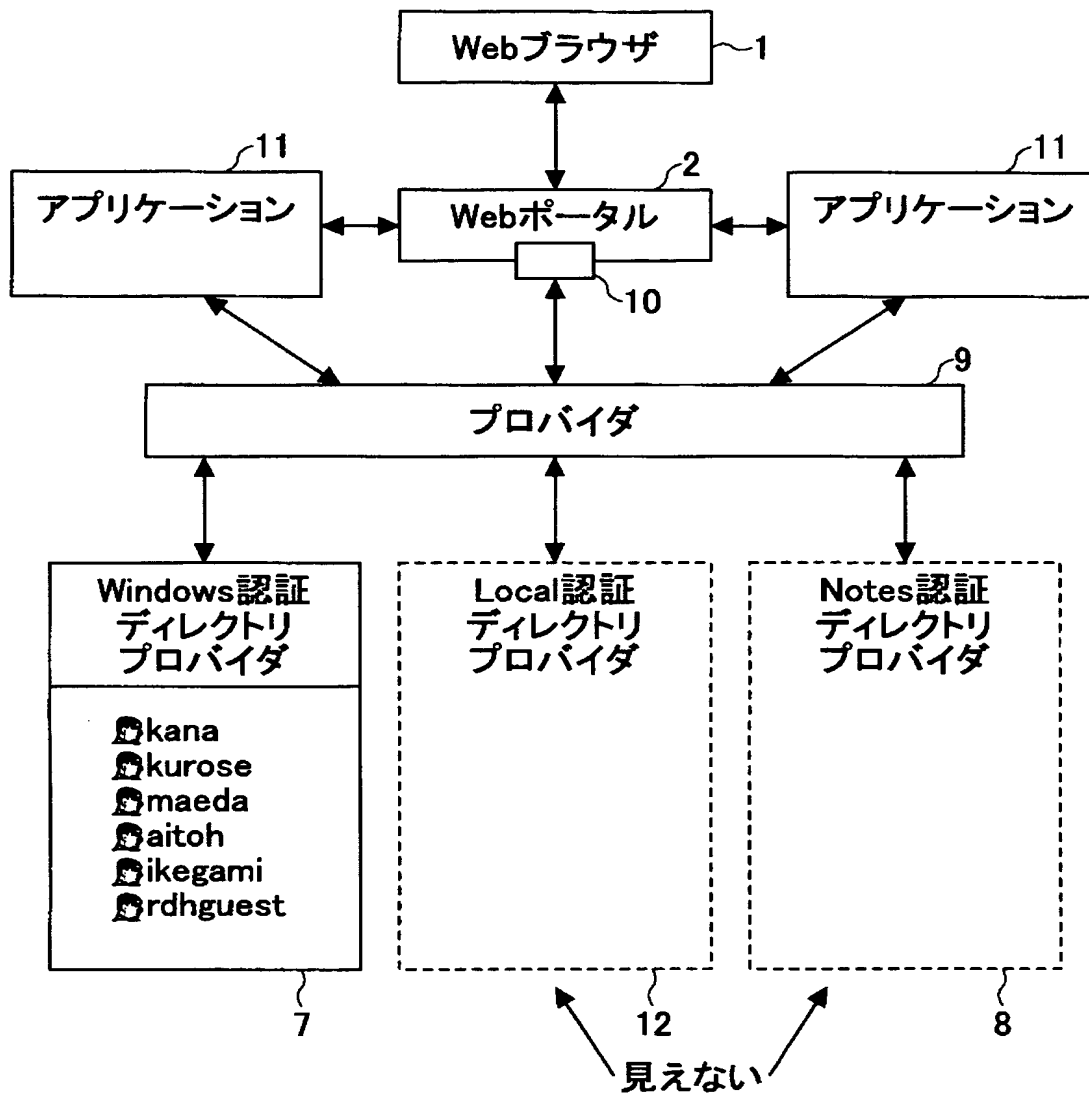 Webブラウザ
1
11
アプリケーション
2
Webポータル
11
アプリケーション
10
9
プロバイダ
Windows認証
ディレクトリ
プロバイダ
kana
kurose
maeda
aitoh
ikegami
rdhguest
7
Local認証
ディレクトリ
プロバイダ
12
Notes認証
ディレクトリ
プロバイダ
8
見えない